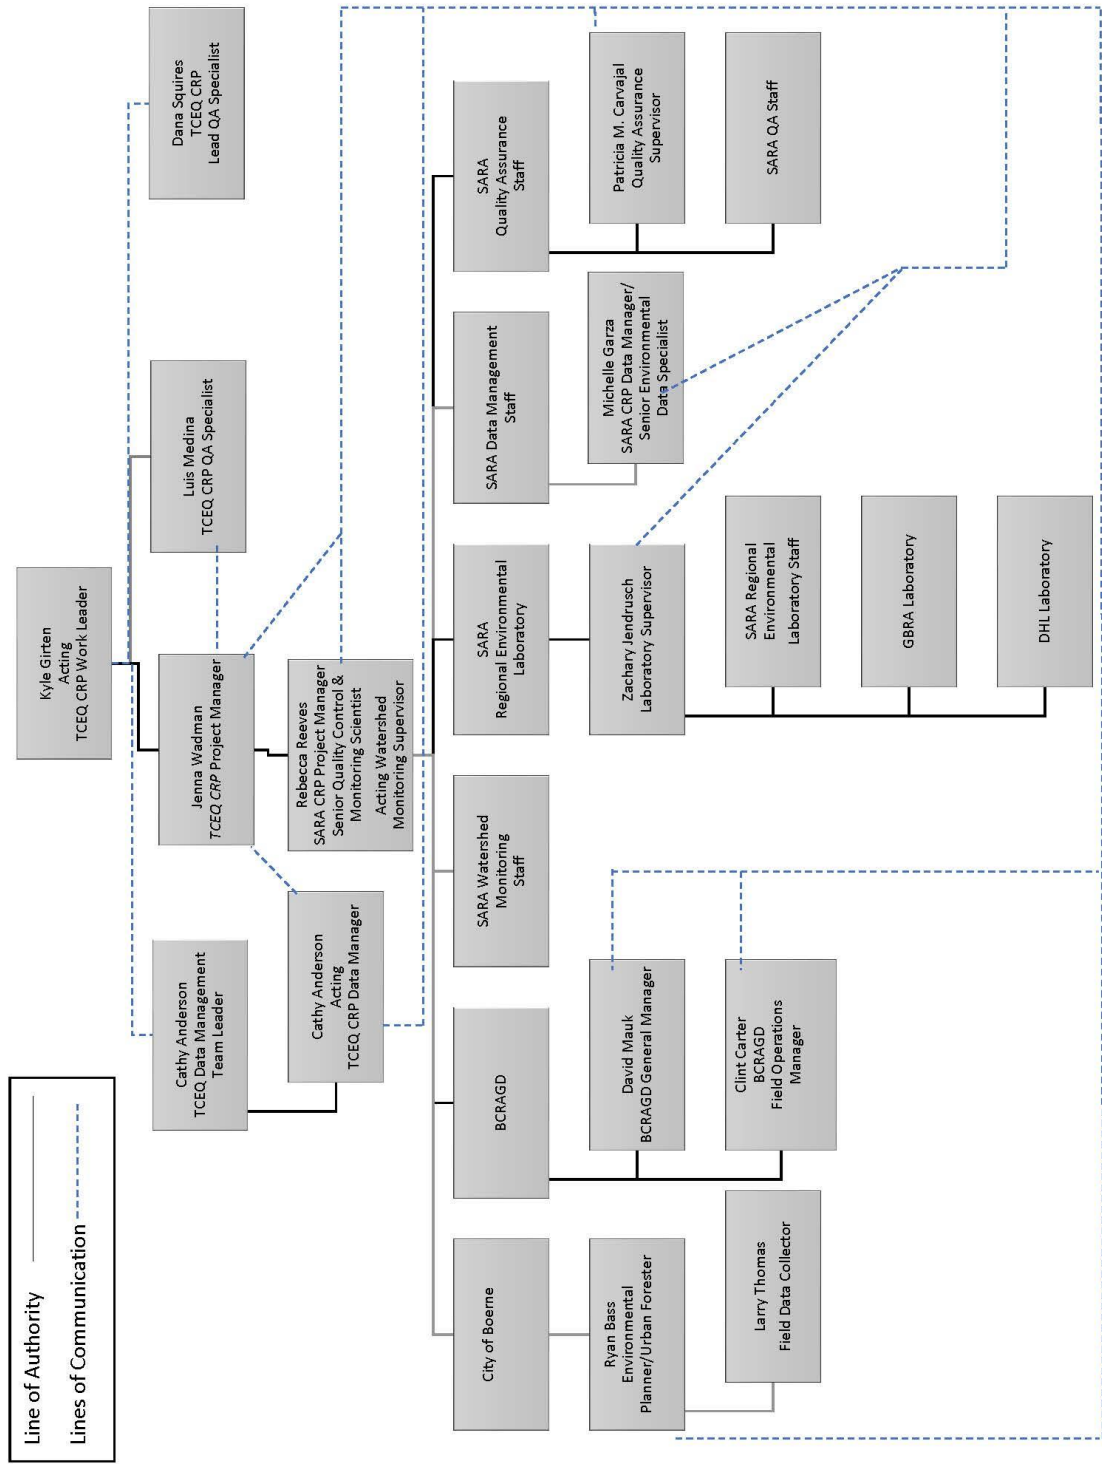 Line of Authority
Lines of Communication
Kyle Girten
Acting
TCEQ CRP Work Leader
Cathy Anderson
TCEQ Data Management
Team Leader
Jenna Wadman
TCEQ CRP Project Manager
Luis Medina
TCEQ CRP QA Specialist
Dana Squires
TCEQ CRP
Lead QA Specialist
Cathy Anderson
Acting
TCEQ CRP Data Manager
Rebecca Reeves
SARA CRP Project Manager
Senior Quality Control &
Monitoring Scientist
Acting Watershed
Monitoring Supervisor
City of Boerne
BCRAGD
SARA Watershed
Monitoring
Staff
SARA
Regional Environmental
Laboratory
SARA Data Management
Staff
SARA
Quality Assurance
Staff
Ryan Bass
Environmental
Planner/Urban Forester
David Mauk
BCRAGD General Manager
Zachary Jendrusch
Laboratory Supervisor
Michelle Garza
SARA CRP Data Manager/
Senior Environmental
Data Specialist
Patricia M. Carvajal
Quality Assurance
Supervisor
Larry Thomas
Field Data Collector
Clint Carter
BCRAGD
Field Operations
Manager
SARA Regional
Environmental
Laboratory Staff
SARA QA Staff
GBRA Laboratory
DHL Laboratory